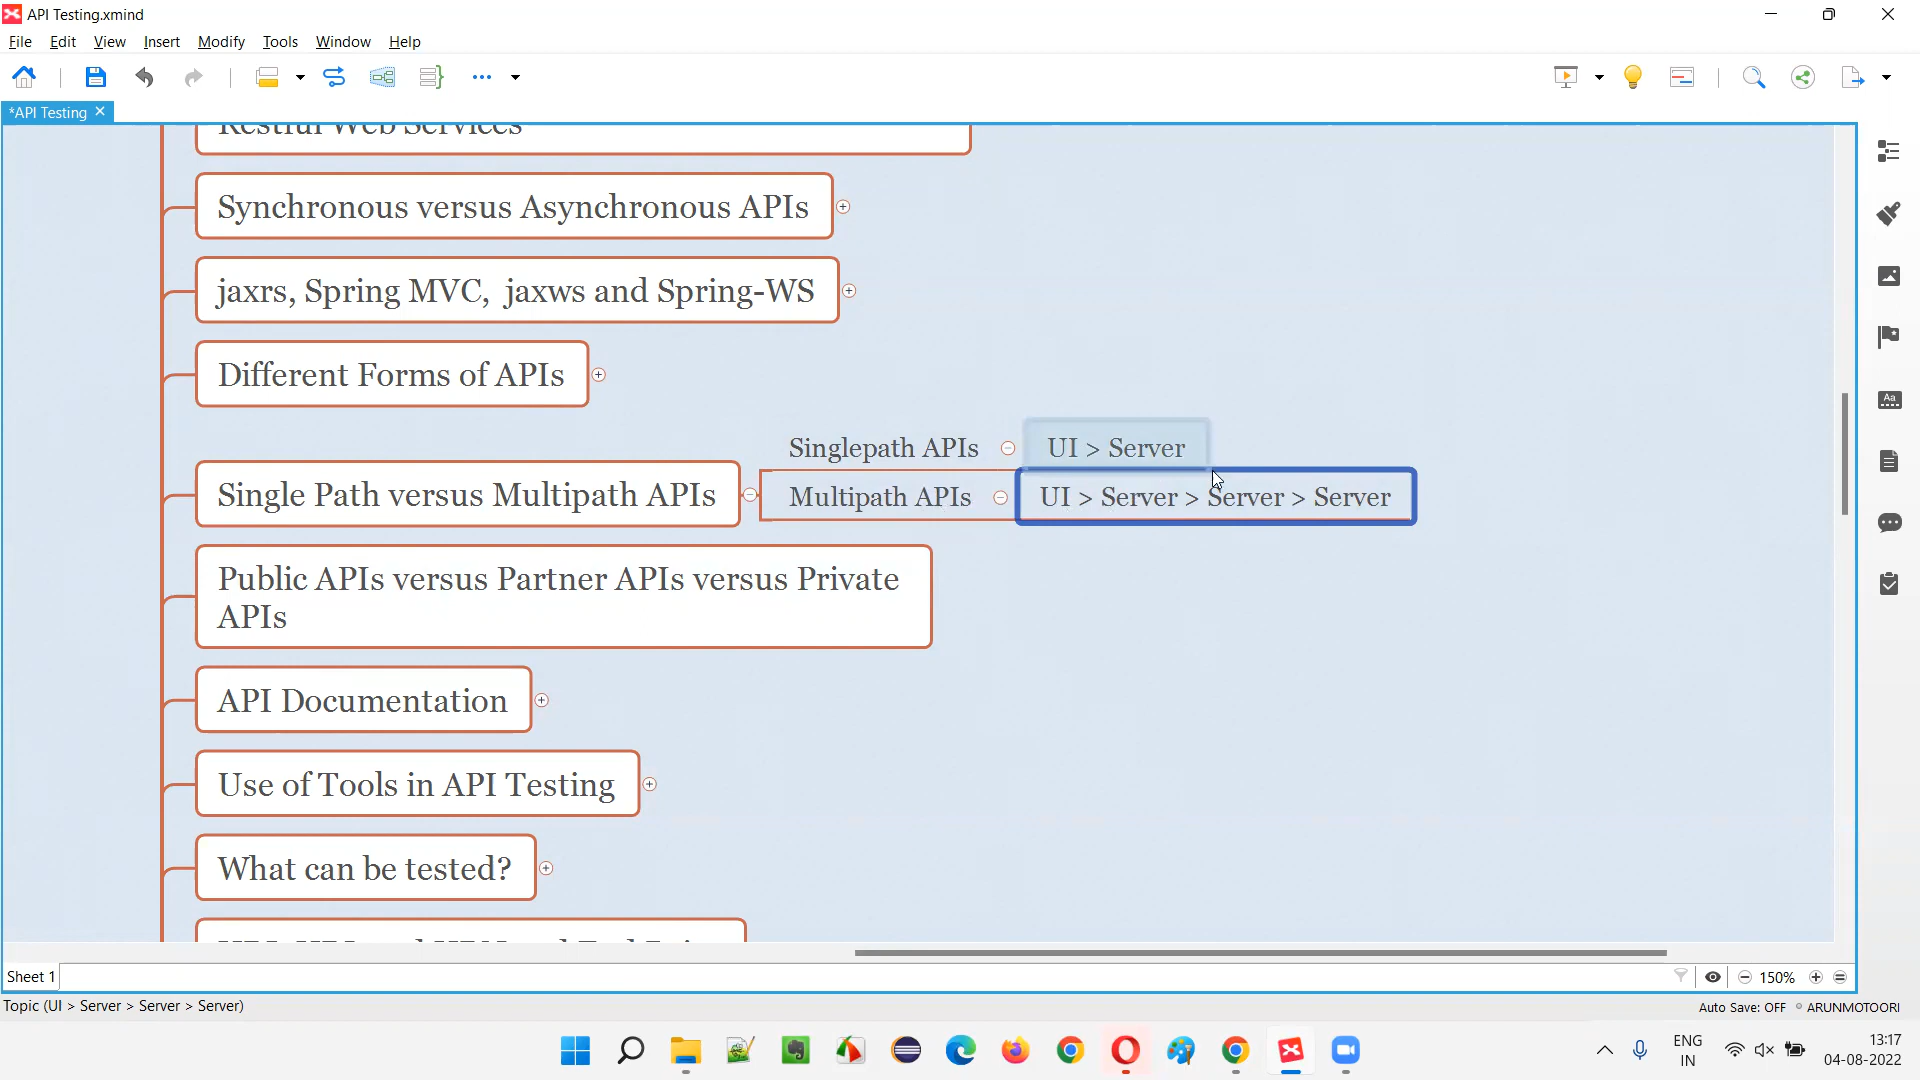 API Testing.xmind
File Edit View Insert Modify Tools Window Help
*API Testing
Restful Web Services
Synchronous versus Asynchronous APIs
jaxrs, Spring MVC, jaxws and Spring-WS
Different Forms of APIs
Singlepath APIs UI > Server
Single Path versus Multipath APIs
Multipath APIs UI > Server > Server > Server
Public APIs versus Partner APIs versus Private
APIs
API Documentation
Use of Tools in API Testing
What can be tested?
Sheet 1
150%
Topic (UI > Server > Server > Server)
Auto Save: OFF
ARUNMOTOORI
ENG
IN
13:17
04-08-2022